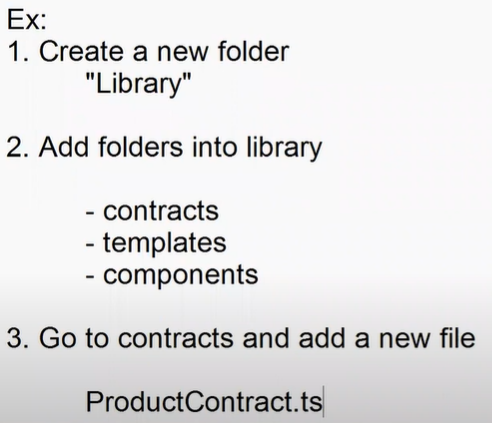 Ex:
1. Create a new folder
"Library"
2. Add folders into library
- contracts
- templates
- components
3. Go to contracts and add a new file
ProductContract.ts